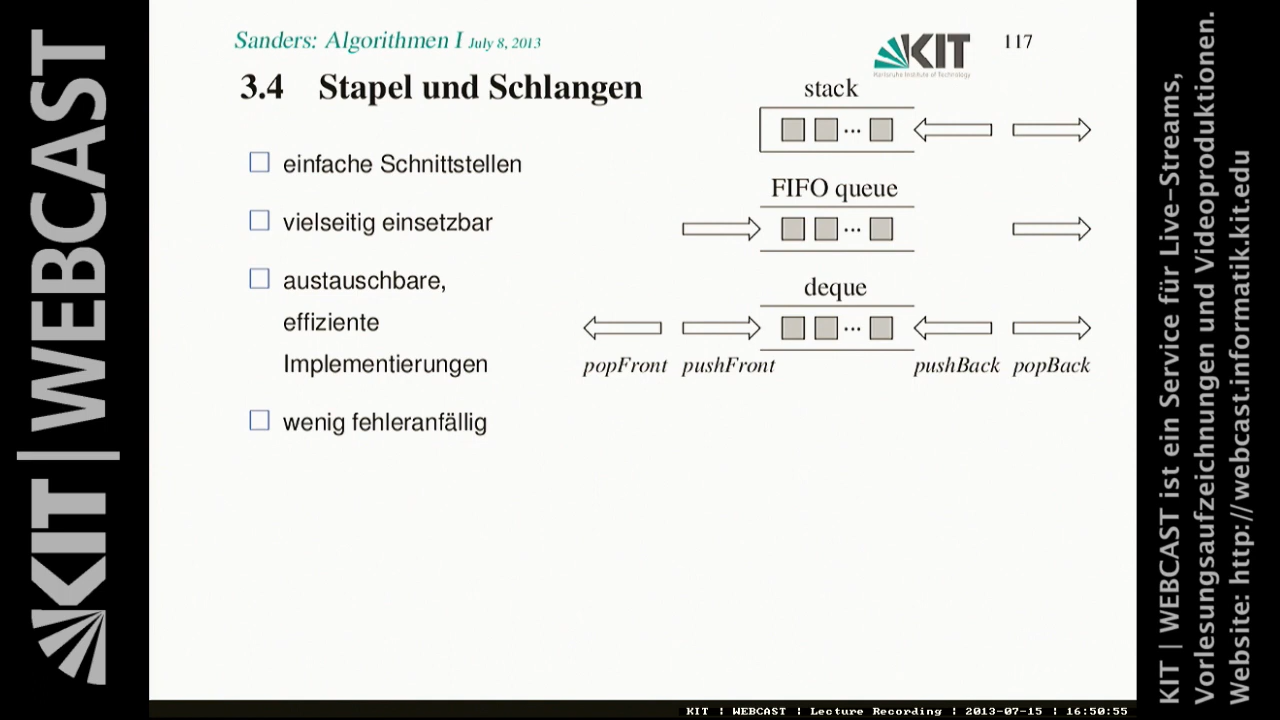 Sanders: Algorithmen I July 8, 2013
KIT
Karlsruhe Institute of Technology
117
3.4 Stapel und Schlangen
einfache Schnittstellen
vielseitig einsetzbar
austauschbare,
effiziente
Implementierungen
wenig fehleranfällig
stack
...
FIFO queue
...
deque
...
popFront pushFront pushBack popBack
KIT | WEBCAST
KIT | WEBCAST ist ein Service für Live-Streams,
Vorlesungsaufzeichnungen und Videoproduktionen.
Website: http://webcast.informatik.kit.edu
KIT | WEBCAST | Lecture Recording | 2013-07-15 | 16:50:55